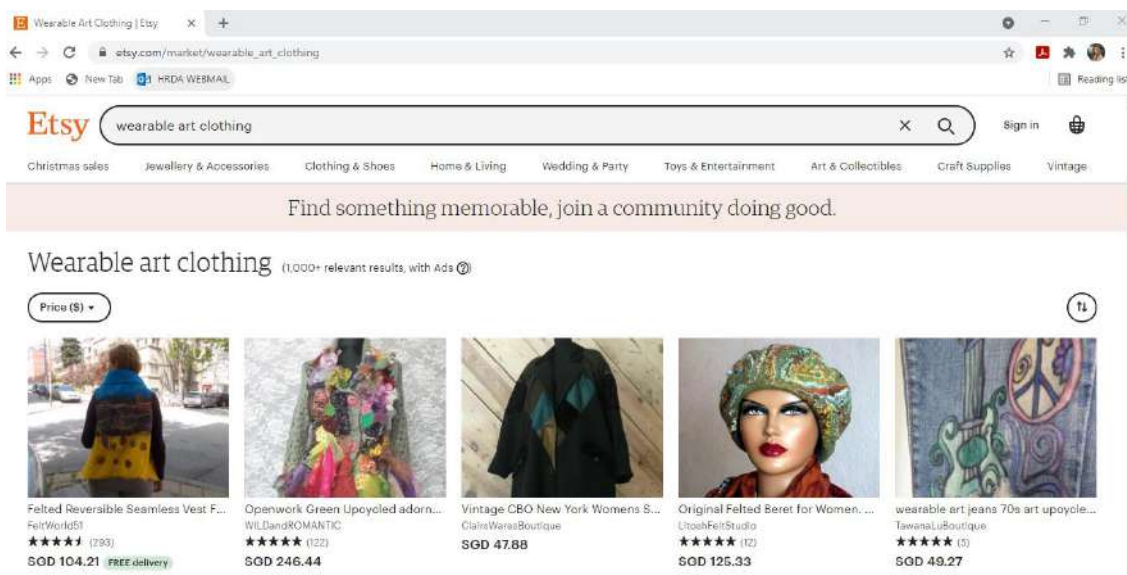 Wearable Art Clothing | Etsy
etsy.com/market/wearable_art_clothing
Apps New Tab HRDA WEBMAIL Reading list
Etsy wearable art clothing Sign in
Christmas sales Jewellery & Accessories Clothing & Shoes Home & Living Wedding & Party Toys & Entertainment Art & Collectibles Craft Supplies Vintage
Find something memorable, join a community doing good.
Wearable art clothing (1,000+ relevant results, with Ads ?)
Price ($)
Felted Reversible Seamless Vest F... Openwork Green Upcycled adorn... Vintage CBO New York Womens S... Original Felted Beret for Women. ... wearable art jeans 70s art upcycle...
FeltWorld51 WILDandROMANTIC ClairsWaresBoutique LitoshFeltStudio TawanaLuBoutique
(293) (122) (12) (5)
SGD 104.21 FREE delivery SGD 246.44 SGD 47.88 SGD 125.33 SGD 49.27